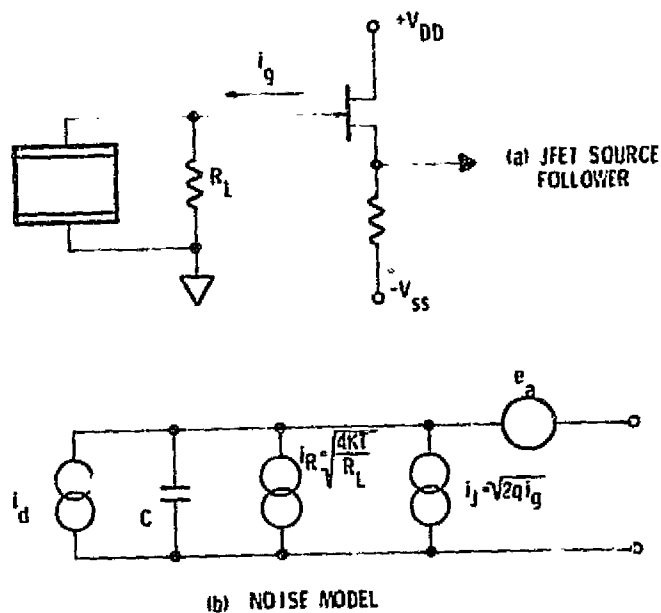 +V_DD
i_g
R_L
(a) JFET SOURCE
FOLLOWER
-V_SS
e_a
i_d
C
i_R=√(4KT/R_L)
i_J=√(2qi_g)
(b) NOISE MODEL